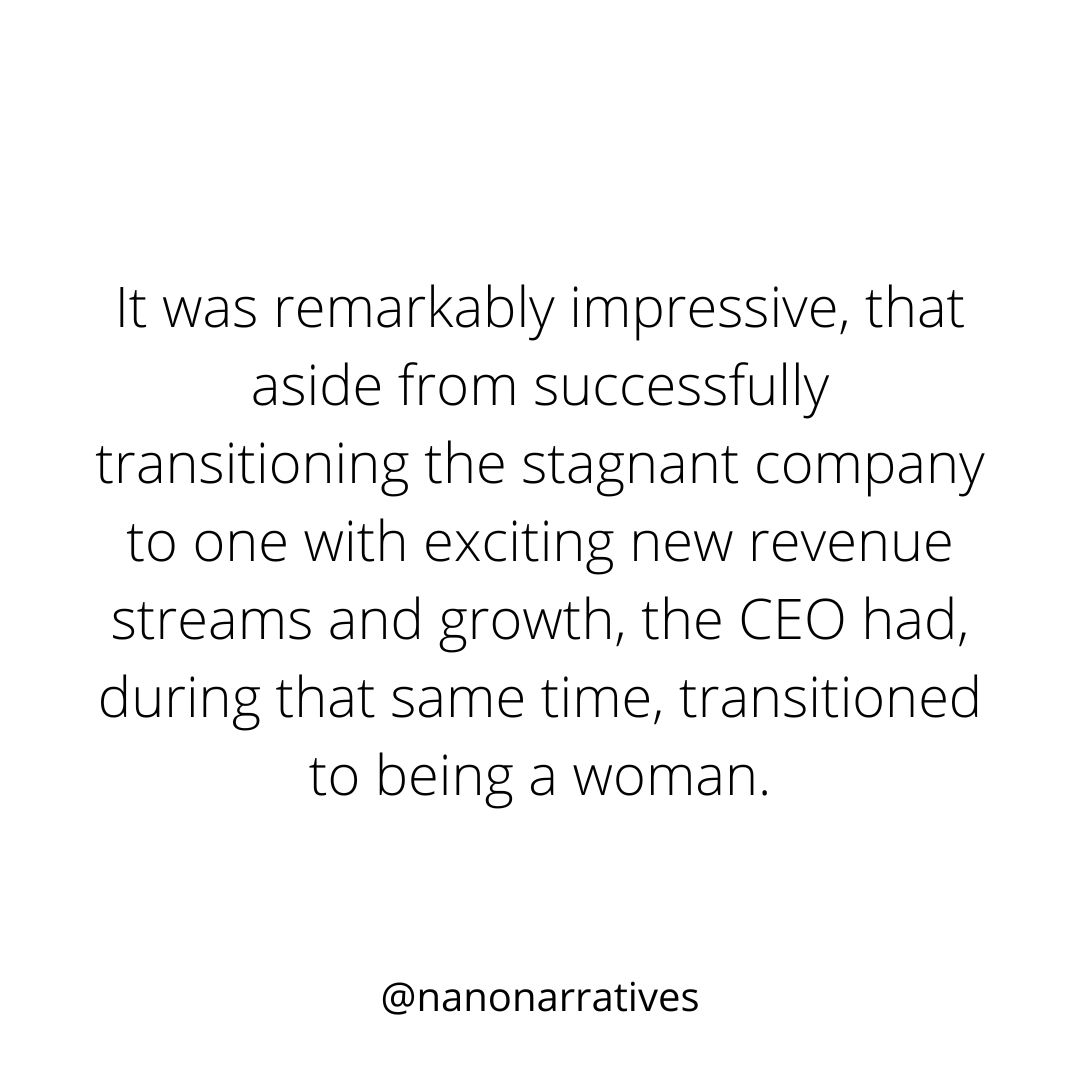 It was remarkably impressive, that
aside from successfully
transitioning the stagnant company
to one with exciting new revenue
streams and growth, the CEO had,
during that same time, transitioned
to being a woman.
@nanonarratives